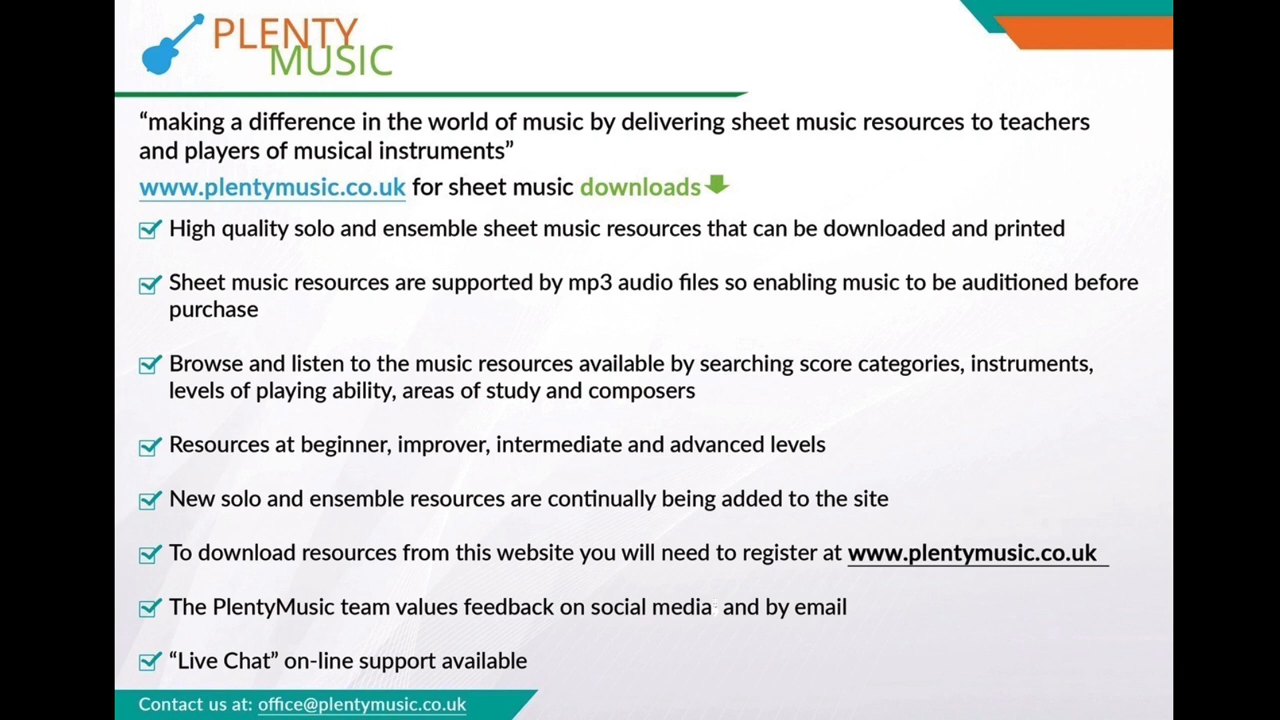 PLENTY
MUSIC
“making a difference in the world of music by delivering sheet music resources to teachers
and players of musical instruments”
www.plentymusic.co.uk for sheet music downloads
High quality solo and ensemble sheet music resources that can be downloaded and printed
Sheet music resources are supported by mp3 audio files so enabling music to be auditioned before
purchase
Browse and listen to the music resources available by searching score categories, instruments,
levels of playing ability, areas of study and composers
Resources at beginner, improver, intermediate and advanced levels
New solo and ensemble resources are continually being added to the site
To download resources from this website you will need to register at www.plentymusic.co.uk
The PlentyMusic team values feedback on social media and by email
“Live Chat” on-line support available
Contact us at: office@plentymusic.co.uk